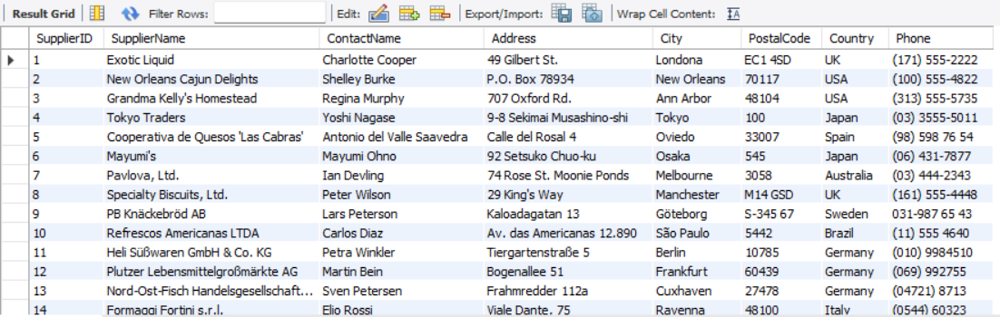 Result Grid Filter Rows: Edit: Export/Import: Wrap Cell Content:
SupplierID SupplierName ContactName Address City PostalCode Country Phone
1 Exotic Liquid Charlotte Cooper 49 Gilbert St. Londona EC1 4SD UK (171) 555-2222
2 New Orleans Cajun Delights Shelley Burke P.O. Box 78934 New Orleans 70117 USA (100) 555-4822
3 Grandma Kelly's Homestead Regina Murphy 707 Oxford Rd. Ann Arbor 48104 USA (313) 555-5735
4 Tokyo Traders Yoshi Nagase 9-8 Sekimai Musashino-shi Tokyo 100 Japan (03) 3555-5011
5 Cooperativa de Quesos 'Las Cabras' Antonio del Valle Saavedra Calle del Rosal 4 Oviedo 33007 Spain (98) 598 76 54
6 Mayumi's Mayumi Ohno 92 Setsuko Chuo-ku Osaka 545 Japan (06) 431-7877
7 Pavlova, Ltd. Ian Devling 74 Rose St. Moonie Ponds Melbourne 3058 Australia (03) 444-2343
8 Specialty Biscuits, Ltd. Peter Wilson 29 King's Way Manchester M14 GSD UK (161) 555-4448
9 PB Knäckebröd AB Lars Peterson Kaloadagatan 13 Göteborg S-345 67 Sweden 031-987 65 43
10 Refrescos Americanas LTDA Carlos Diaz Av. das Americanas 12.890 São Paulo 5442 Brazil (11) 555 4640
11 Heli Süßwaren GmbH & Co. KG Petra Winkler Tiergartenstraße 5 Berlin 10785 Germany (010) 9984510
12 Plutzer Lebensmittelgroßmärkte AG Martin Bein Bogenallee 51 Frankfurt 60439 Germany (069) 992755
13 Nord-Ost-Fisch Handelsgesellschaft... Sven Petersen Frahmredder 112a Cuxhaven 27478 Germany (04721) 8713
14 Formaggi Fortini s.r.l. Elio Rossi Viale Dante, 75 Ravenna 48100 Italy (0544) 60323